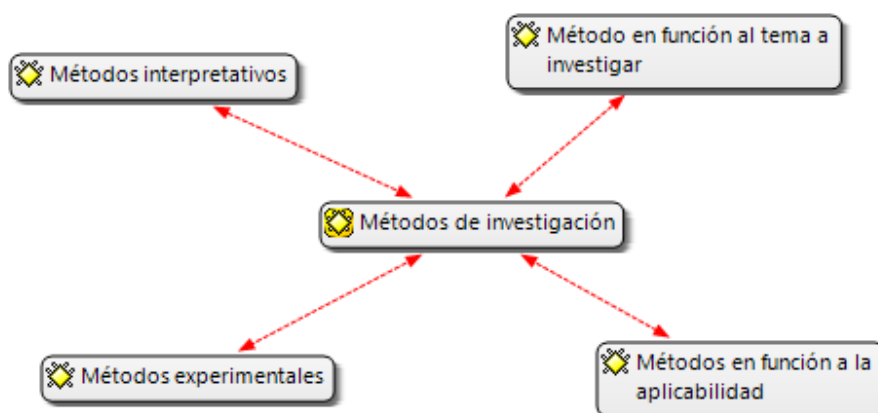 Método en función al tema a
investigar
Métodos interpretativos
Métodos de investigación
Métodos en función a la
aplicabilidad
Métodos experimentales